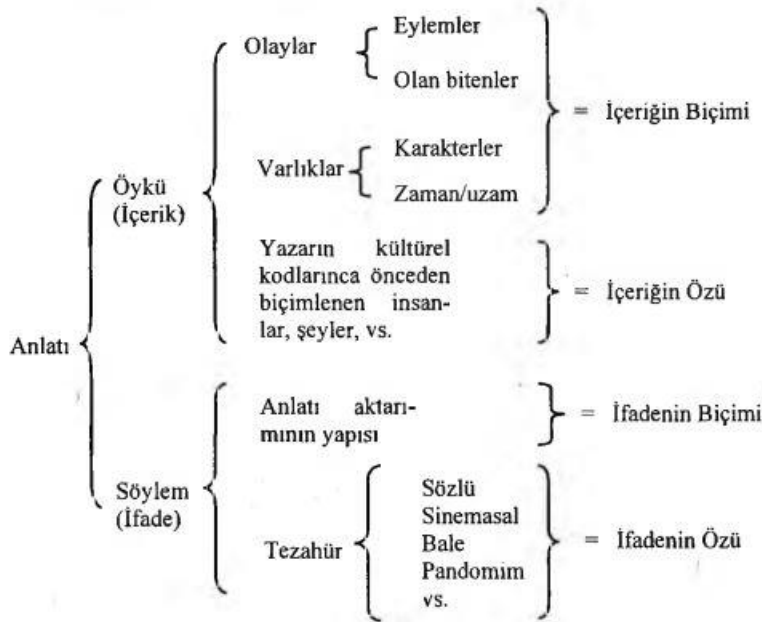 Anlatı
Öykü
(İçerik)
Olaylar
Eylemler
Olan bitenler
Varlıklar
Karakterler
Zaman/uzam
= İçeriğin Biçimi
Yazarın kültürel
kodlarınca önceden
biçimlenen insan-
lar, şeyler, vs.
= İçeriğin Özü
Söylem
(İfade)
Anlatı aktarı-
mının yapısı
= İfadenin Biçimi
Tezahür
Sözlü
Sinemasal
Bale
Pandomim
vs.
= İfadenin Özü